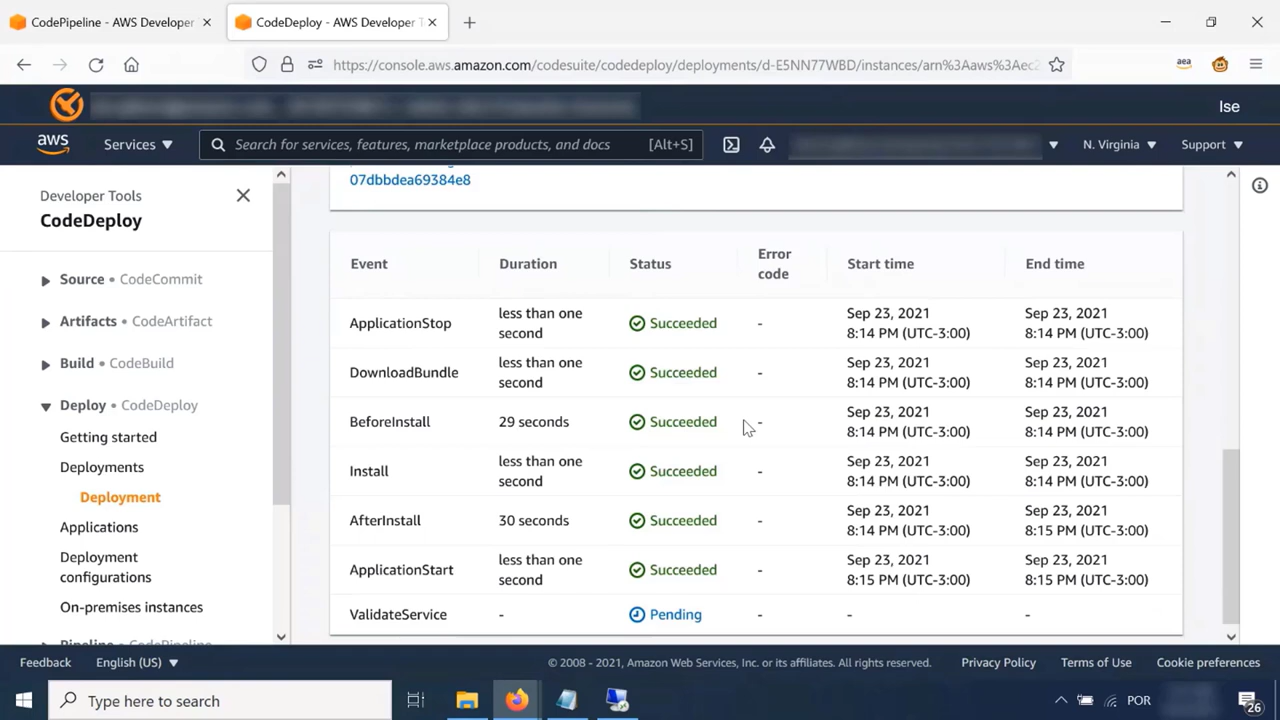 CodePipeline - AWS Developer
CodeDeploy - AWS Developer T
https://console.aws.amazon.com/codesuite/codedeploy/deployments/d-E5NN77WBD/instances/arn%3Aaws%3Aec2
aea
Ise
aws
Services
Search for services, features, marketplace products, and docs
[Alt+S]
N. Virginia
Support
Developer Tools
CodeDeploy
Source • CodeCommit
Artifacts • CodeArtifact
Build • CodeBuild
Deploy • CodeDeploy
Getting started
Deployments
Deployment
Applications
Deployment
configurations
On-premises instances
Pipeline • CodePipeline
07dbbdea69384e8
Event Duration Status Error code Start time End time
ApplicationStop less than one second Succeeded - Sep 23, 2021 8:14 PM (UTC-3:00) Sep 23, 2021 8:14 PM (UTC-3:00)
DownloadBundle less than one second Succeeded - Sep 23, 2021 8:14 PM (UTC-3:00) Sep 23, 2021 8:14 PM (UTC-3:00)
BeforeInstall 29 seconds Succeeded - Sep 23, 2021 8:14 PM (UTC-3:00) Sep 23, 2021 8:14 PM (UTC-3:00)
Install less than one second Succeeded - Sep 23, 2021 8:14 PM (UTC-3:00) Sep 23, 2021 8:14 PM (UTC-3:00)
AfterInstall 30 seconds Succeeded - Sep 23, 2021 8:14 PM (UTC-3:00) Sep 23, 2021 8:15 PM (UTC-3:00)
ApplicationStart less than one second Succeeded - Sep 23, 2021 8:15 PM (UTC-3:00) Sep 23, 2021 8:15 PM (UTC-3:00)
ValidateService - Pending - - -
Feedback English (US) © 2008 - 2021, Amazon Web Services, Inc. or its affiliates. All rights reserved. Privacy Policy Terms of Use Cookie preferences
Type here to search
POR
26